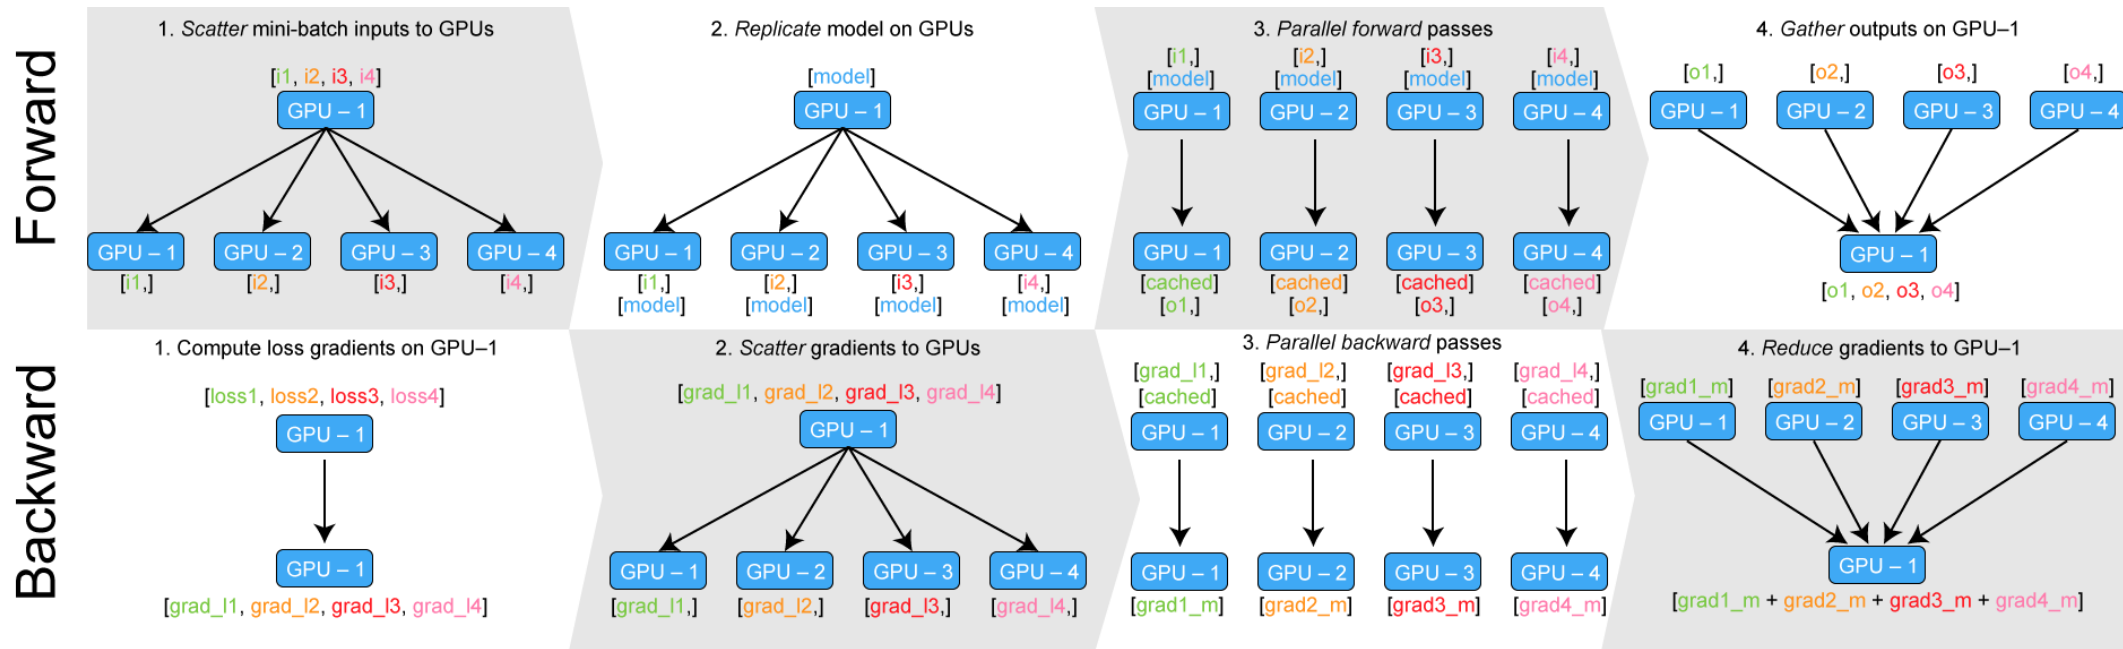 Forward
1. Scatter mini-batch inputs to GPUs
[i1, i2, i3, i4]
GPU – 1
GPU – 1 GPU – 2 GPU – 3 GPU – 4
[i1,] [i2,] [i3,] [i4,]
2. Replicate model on GPUs
[model]
GPU – 1
GPU – 1 GPU – 2 GPU – 3 GPU – 4
[i1,] [i2,] [i3,] [i4,]
[model] [model] [model] [model]
3. Parallel forward passes
[i1,] [i2,] [i3,] [i4,]
[model] [model] [model] [model]
GPU – 1 GPU – 2 GPU – 3 GPU – 4
GPU – 1 GPU – 2 GPU – 3 GPU – 4
[cached] [cached] [cached] [cached]
[o1,] [o2,] [o3,] [o4,]
4. Gather outputs on GPU–1
[o1,] [o2,] [o3,] [o4,]
GPU – 1 GPU – 2 GPU – 3 GPU – 4
GPU – 1
[o1, o2, o3, o4]
Backward
1. Compute loss gradients on GPU–1
[loss1, loss2, loss3, loss4]
GPU – 1
GPU – 1
[grad_l1, grad_l2, grad_l3, grad_l4]
2. Scatter gradients to GPUs
[grad_l1, grad_l2, grad_l3, grad_l4]
GPU – 1
GPU – 1 GPU – 2 GPU – 3 GPU – 4
[grad_l1,] [grad_l2,] [grad_l3,] [grad_l4,]
3. Parallel backward passes
[grad_l1,] [grad_l2,] [grad_l3,] [grad_l4,]
[cached] [cached] [cached] [cached]
GPU – 1 GPU – 2 GPU – 3 GPU – 4
GPU – 1 GPU – 2 GPU – 3 GPU – 4
[grad1_m] [grad2_m] [grad3_m] [grad4_m]
4. Reduce gradients to GPU–1
[grad1_m] [grad2_m] [grad3_m] [grad4_m]
GPU – 1 GPU – 2 GPU – 3 GPU – 4
GPU – 1
[grad1_m + grad2_m + grad3_m + grad4_m]